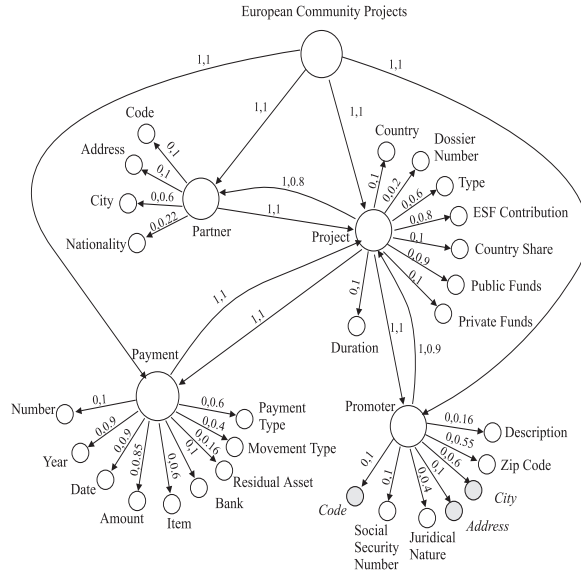 European Community Projects
1,1
1,1
1,1
1,1
Code
0,1
Address
0,1
City
0,0.6
Nationality
0,0.22
Partner
1,0.8
1,1
Country
0,1
Dossier
Number
0,0.2
Type
0,0.6
ESF Contribution
0,0.8
Country Share
0,1
Public Funds
0,0.9
Private Funds
0,1
Project
Duration
0,1
1,1
1,1
1,1
1,0.9
Payment
Number
0,1
Year
0,0.9
Date
0,0.9
Amount
0,0.85
Item
0,0.6
Bank
0,1
Residual Asset
0,0.16
Movement Type
0,0.4
Payment
Type
0,0.6
Promoter
Description
0,0.16
Zip Code
0,0.55
City
0,0.6
Address
0,1
Juridical
Nature
0,0.4
Social
Security
Number
0,1
Code
0,1